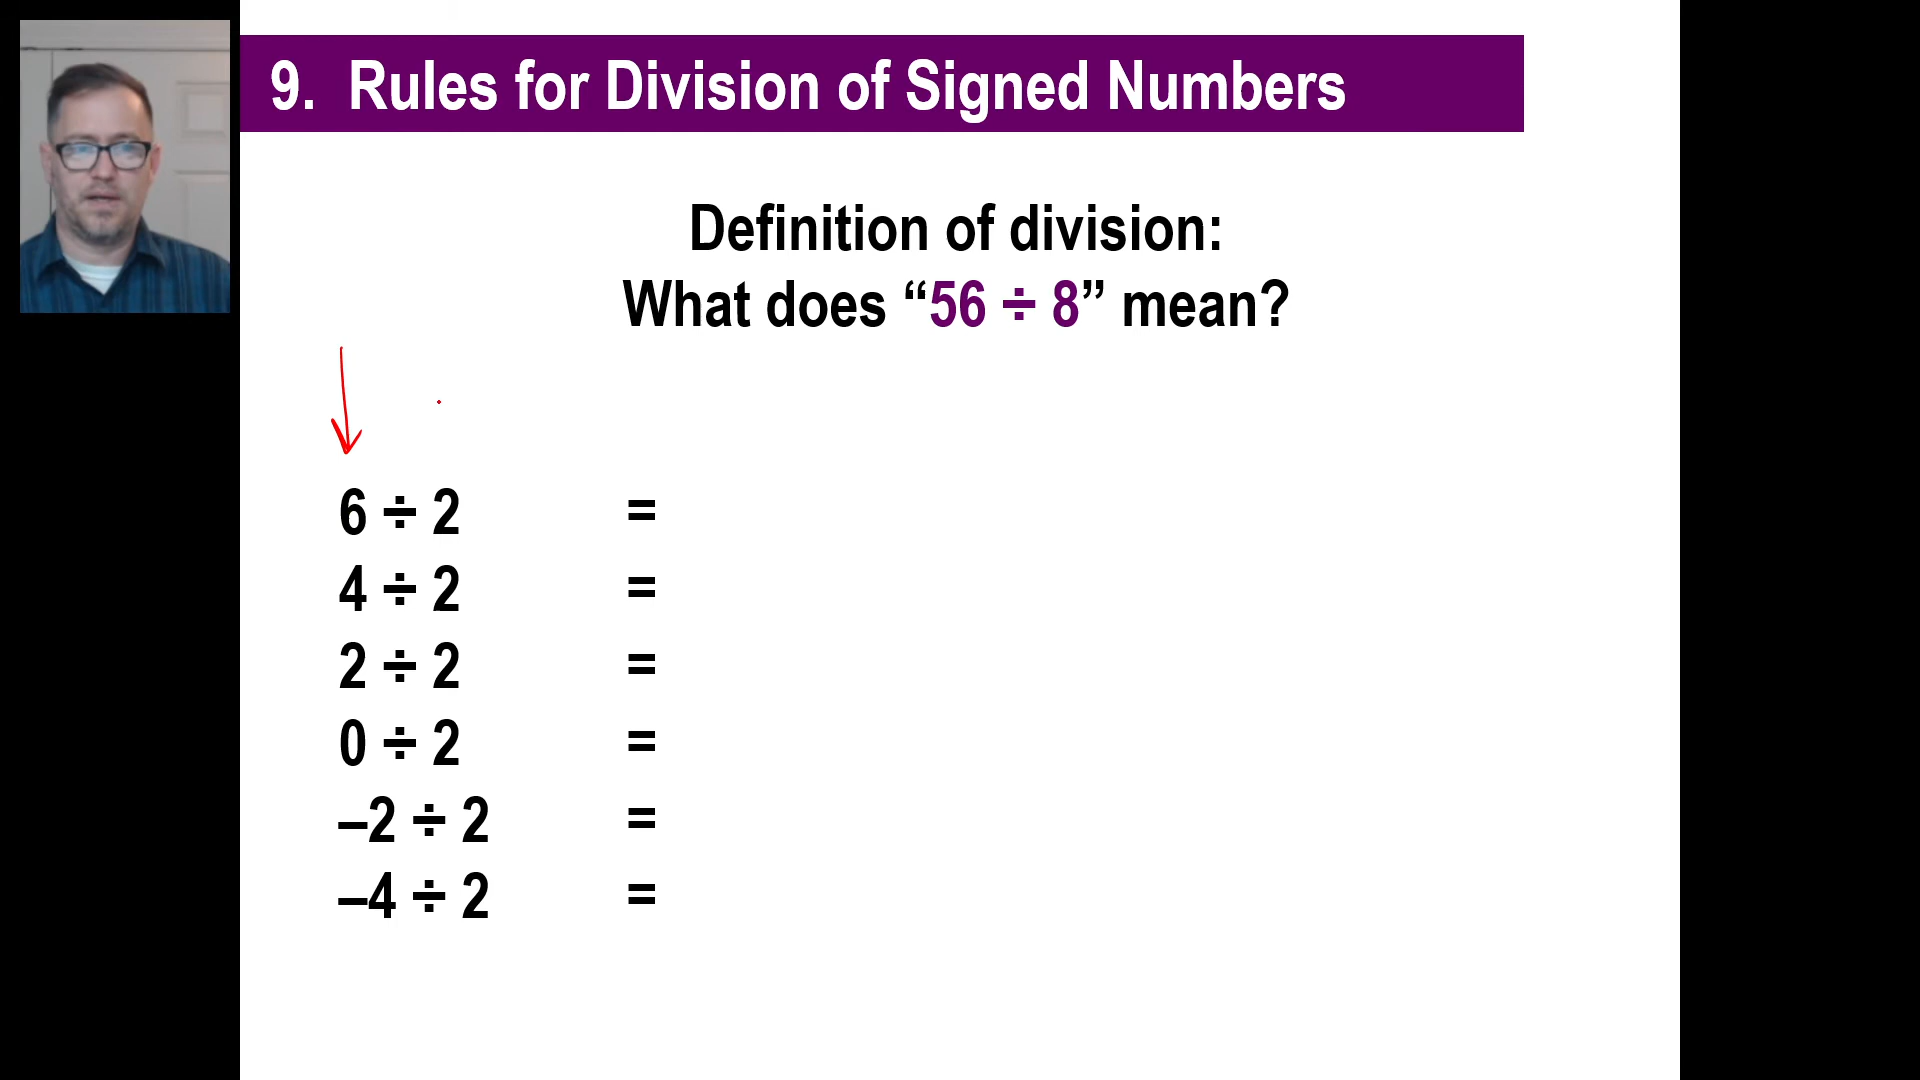 9. Rules for Division of Signed Numbers
Definition of division:
What does “56 ÷ 8” mean?
6 ÷ 2 =
4 ÷ 2 =
2 ÷ 2 =
0 ÷ 2 =
–2 ÷ 2 =
–4 ÷ 2 =